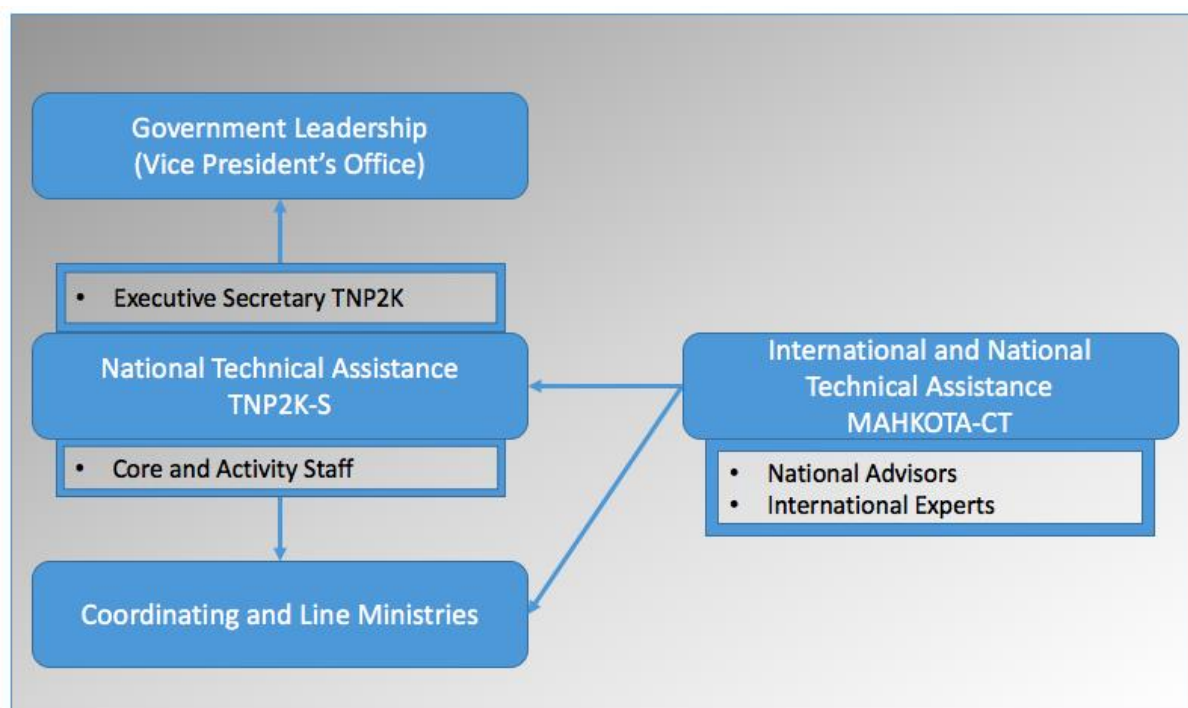 Government Leadership
(Vice President’s Office)
• Executive Secretary TNP2K
National Technical Assistance
TNP2K-S
• Core and Activity Staff
Coordinating and Line Ministries
International and National
Technical Assistance
MAHKOTA-CT
• National Advisors
• International Experts